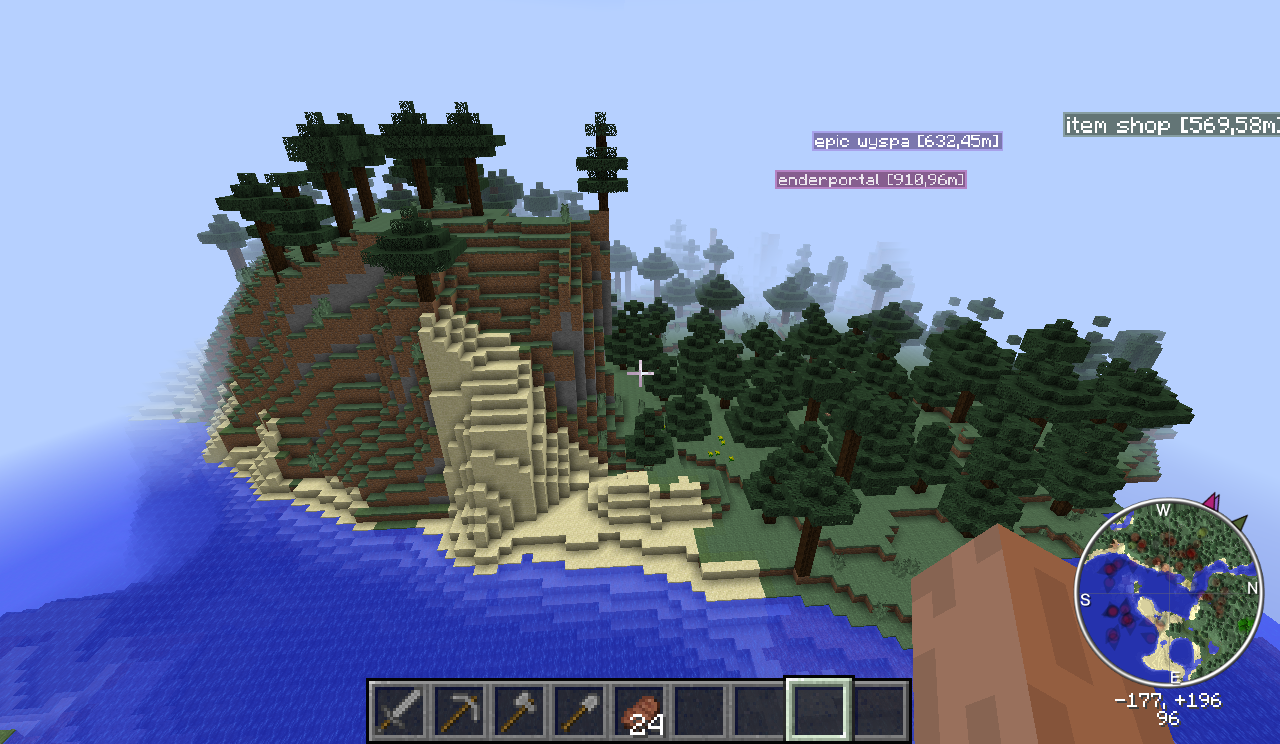 item shop [569,58m]
epic wyspa [632,45m]
enderportal [910,96m]
W
N
S
E
24
-177, +196
96